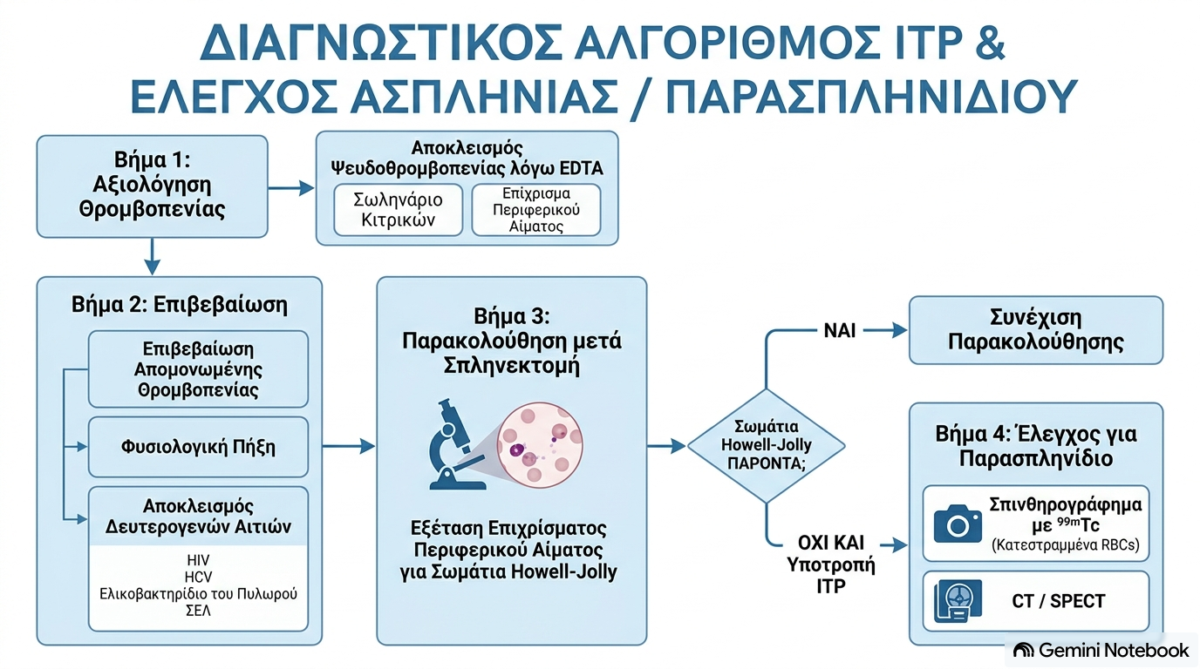 ΔΙΑΓΝΩΣΤΙΚΟΣ ΑΛΓΟΡΙΘΜΟΣ ITP &
ΕΛΕΓΧΟΣ ΑΣΠΛΗΝΙΑΣ / ΠΑΡΑΣΠΛΗΝΙΔΙΟΥ
Βήμα 1:
Αξιολόγηση
Θρομβοπενίας
Αποκλεισμός
Ψευδοθρομβοπενίας λόγω EDTA
Σωληνάριο
Κιτρικών
Επίχρισμα
Περιφερικού
Αίματος
Βήμα 2: Επιβεβαίωση
Επιβεβαίωση
Απομονωμένης
Θρομβοπενίας
Φυσιολογική Πήξη
Αποκλεισμός
Δευτερογενών Αιτιών
HIV
HCV
Ελικοβακτηρίδιο του Πυλωρού
ΣΕΛ
Βήμα 3:
Παρακολούθηση μετά
Σπληνεκτομή
Εξέταση Επιχρίσματος
Περιφερικού Αίματος
για Σωμάτια Howell-Jolly
Σωμάτια
Howell-Jolly
ΠΑΡΟΝΤΑ;
ΝΑΙ
Συνέχιση
Παρακολούθησης
ΟΧΙ ΚΑΙ
Υποτροπή
ITP
Βήμα 4: Έλεγχος για
Παρασπληνίδιο
Σπινθηρογράφημα
με ⁹⁹ᵐTc
(Κατεστραμμένα RBCs)
CT / SPECT
Gemini Notebook